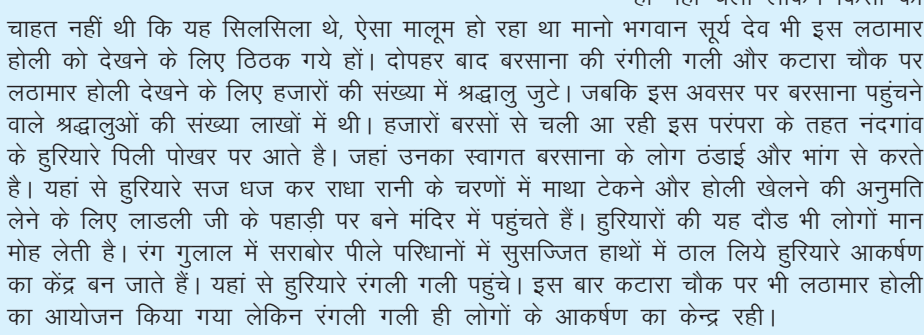 चाहत नहीं थी कि यह सिलसिला थे, ऐसा मालूम हो रहा था मानो भगवान सूर्य देव भी इस लठामार
होली को देखने के लिए ठिठक गये हों। दोपहर बाद बरसाना की रंगीली गली और कटारा चौक पर
लठामार होली देखने के लिए हजारों की संख्या में श्रद्धालु जुटे। जबकि इस अवसर पर बरसाना पहुंचने
वाले श्रद्धालुओं की संख्या लाखों में थी। हजारों बरसों से चली आ रही इस परंपरा के तहत नंदगांव
के हुरियारे पिली पोखर पर आते है। जहां उनका स्वागत बरसाना के लोग ठंडाई और भांग से करते
है। यहां से हुरियारे सज धज कर राधा रानी के चरणों में माथा टेकने और होली खेलने की अनुमति
लेने के लिए लाडली जी के पहाड़ी पर बने मंदिर में पहुंचते हैं। हुरियारों की यह दौड भी लोगों मान
मोह लेती है। रंग गुलाल में सराबोर पीले परिधानों में सुसज्जित हाथों में ठाल लिये हुरियारे आकर्षण
का केंद्र बन जाते हैं। यहां से हुरियारे रंगली गली पहुंचे। इस बार कटारा चौक पर भी लठामार होली
का आयोजन किया गया लेकिन रंगली गली ही लोगों के आकर्षण का केन्द्र रही।